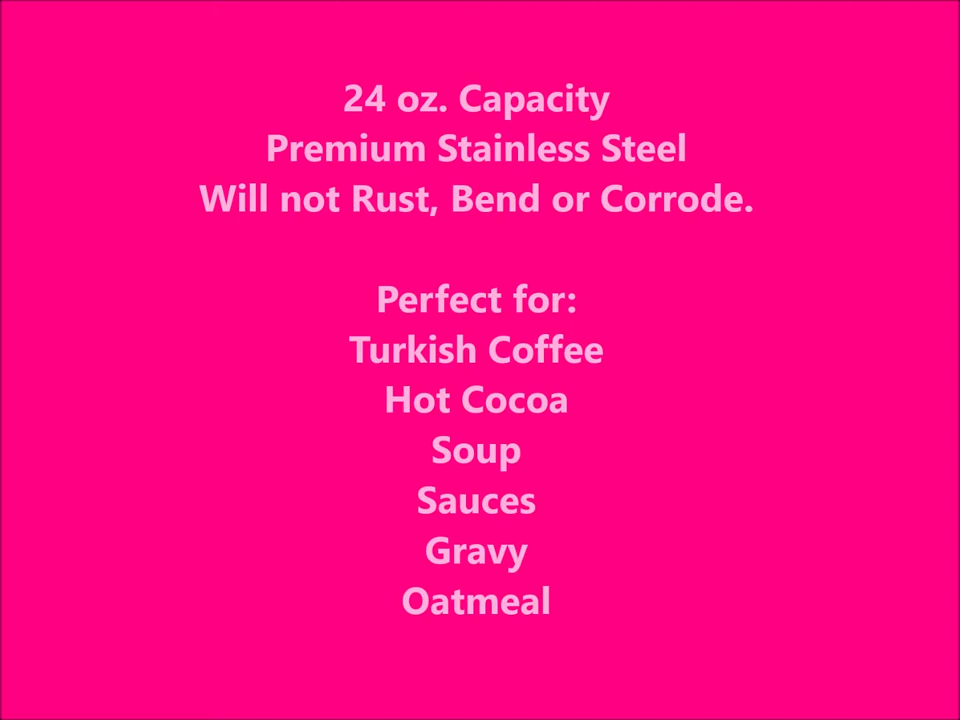 24 oz. Capacity
Premium Stainless Steel
Will not Rust, Bend or Corrode.
Perfect for:
Turkish Coffee
Hot Cocoa
Soup
Sauces
Gravy
Oatmeal